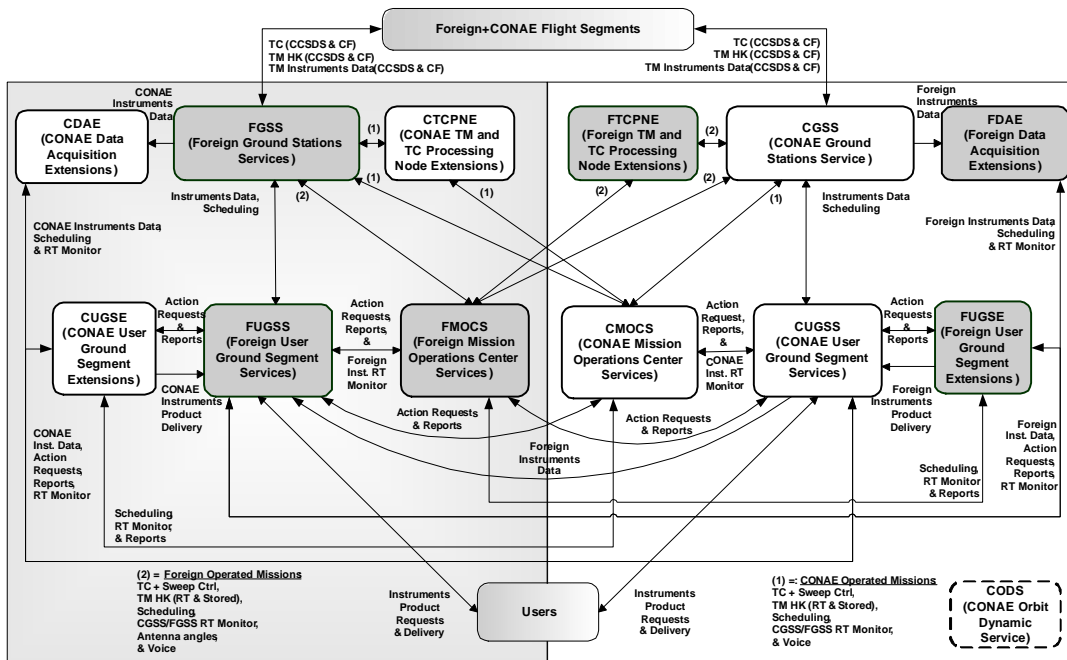 Foreign+CONAE Flight Segments
TC (CCSDS & CF)
TM HK (CCSDS & CF)
TM Instruments Data(CCSDS & CF)
TC (CCSDS & CF)
TM HK (CCSDS & CF)
TM Instruments Data(CCSDS & CF)
CONAE
Instruments
Data
CDAE
(CONAE Data
Acquisition
Extensions)
FGSS
(Foreign Ground Stations
Services)
(1)
CTCPNE
(CONAE TM and
TC Processing
Node Extensions)
FTCPNE
(Foreign TM and
TC Processing
Node Extensions)
(2)
CGSS
(CONAE Ground
Stations Service)
Foreign
Instruments
Data
FDAE
(Foreign Data
Acquisition
Extensions)
Instruments Data,
Scheduling
(2)
(1)
(1)
(2)
(2)
(1)
Instruments Data
Scheduling
CONAE Instruments Data,
Scheduling
& RT Monitor
Foreign Instruments Data,
Scheduling
& RT Monitor
CUGSE
(CONAE User
Ground
Segment
Extensions)
Action
Requests
&
Reports
FUGSS
(Foreign User
Ground Segment
Services)
Action
Requests,
Reports,
&
Foreign
Inst. RT
Monitor
FMOCS
(Foreign Mission
Operations Center
Services)
CMOCS
(CONAE Mission
Operations Center
Services)
Action
Request,
Reports,
&
CONAE
Inst. RT
Monitor
CUGSS
(CONAE User
Ground Segment
Services)
Action
Requests
&
Reports
FUGSE
(Foreign User
Ground
Segment
Extensions)
CONAE
Instruments
Product
Delivery
Foreign
Instruments
Product
Delivery
Action Requests
& Reports
Action Requests
& Reports
CONAE
Inst. Data,
Action
Requests,
Reports,
RT Monitor
Foreign
Instruments
Data
Foreign
Inst. Data,
Action
Requests,
Reports,
RT Monitor
Scheduling,
RT Monitor
& Reports
Scheduling,
RT Monitor,
& Reports
(2) = Foreign Operated Missions
TC + Sweep Ctrl,
TM HK (RT & Stored),
Scheduling,
CGSS/FGSS RT Monitor,
Antenna angles,
& Voice
Instruments
Product
Requests
& Delivery
Users
Instruments
Product
Requests
& Delivery
(1) =: CONAE Operated Missions
TC + Sweep Ctrl,
TM HK (RT & Stored),
Scheduling,
CGSS/FGSS RT Monitor,
& Voice
CODS
(CONAE Orbit
Dynamic
Service)